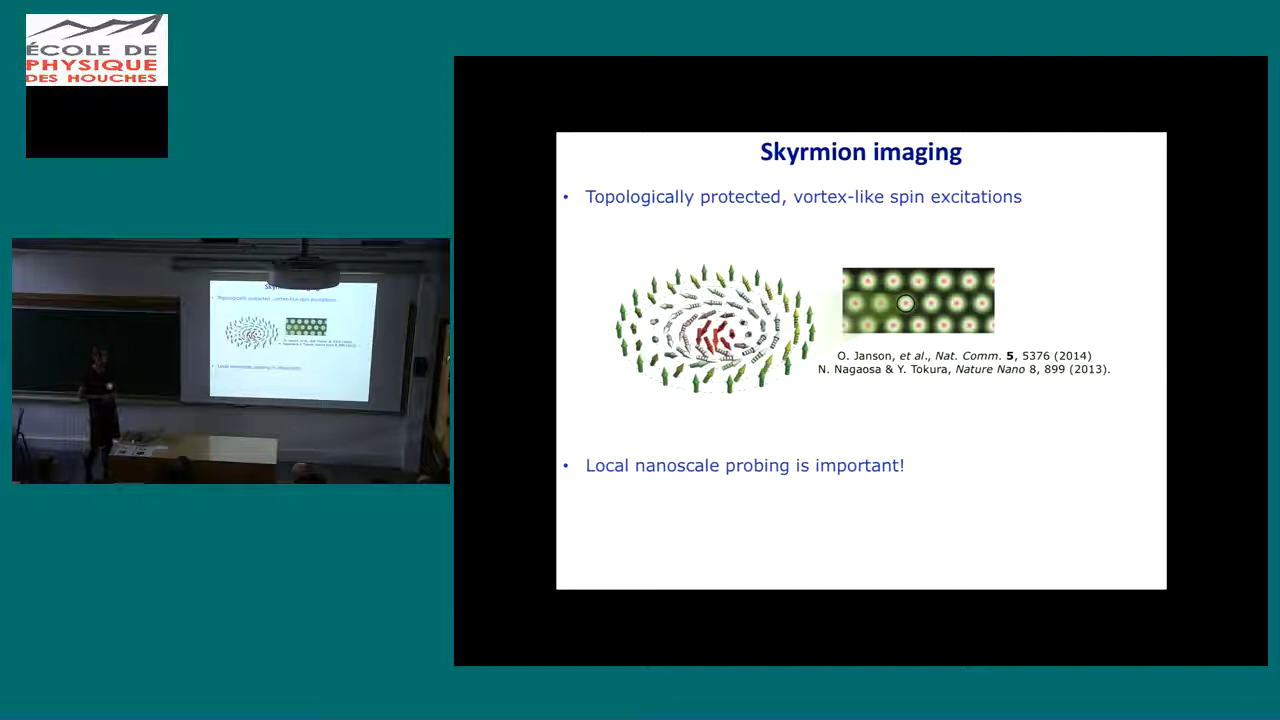 ÉCOLE DE
PHYSIQUE
DES HOUCHES
Skyrmion imaging
• Topologically protected, vortex-like spin excitations
O. Janson, et al., Nat. Comm. 5, 5376 (2014)
N. Nagaosa & Y. Tokura, Nature Nano 8, 899 (2013).
• Local nanoscale probing is important!